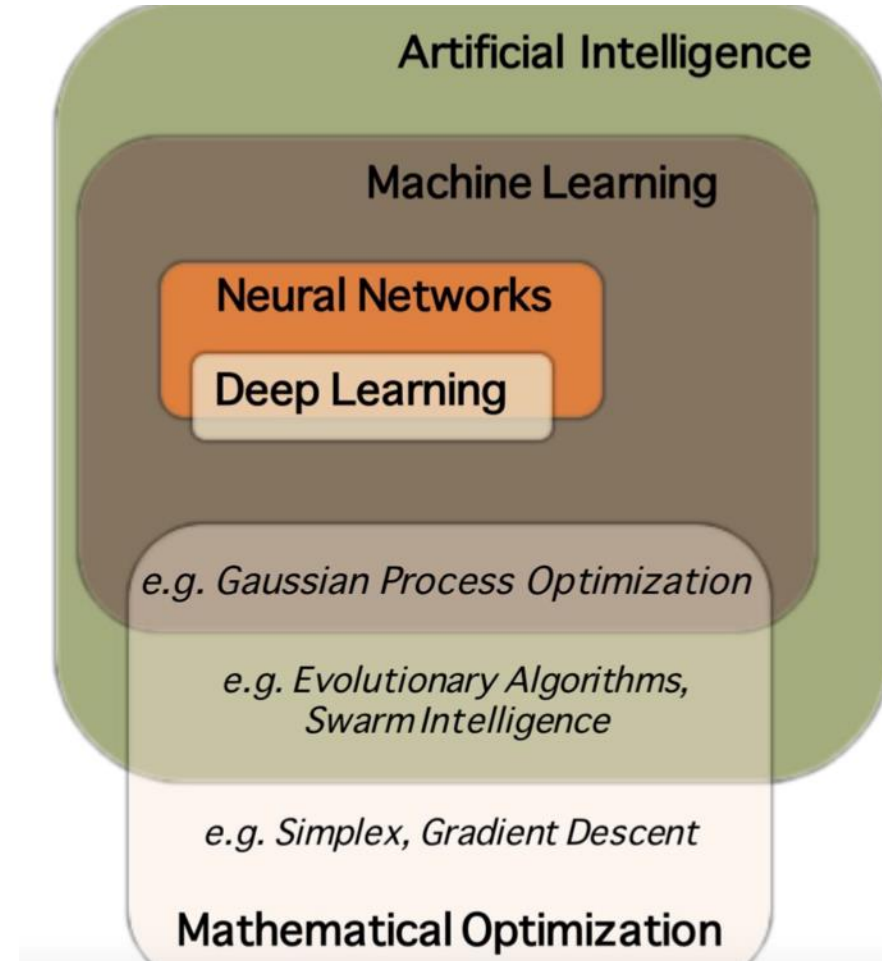 Artificial Intelligence
Machine Learning
Neural Networks
Deep Learning
e.g. Gaussian Process Optimization
e.g. Evolutionary Algorithms,
Swarm Intelligence
e.g. Simplex, Gradient Descent
Mathematical Optimization